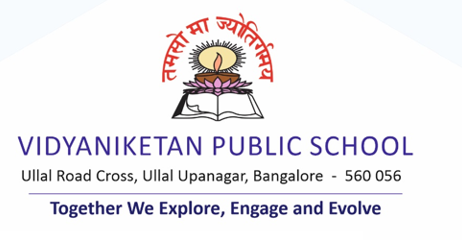 तमसो मा ज्योतिर्गमय
VIDYANIKETAN PUBLIC SCHOOL
Ullal Road Cross, Ullal Upanagar, Bangalore - 560 056
Together We Explore, Engage and Evolve